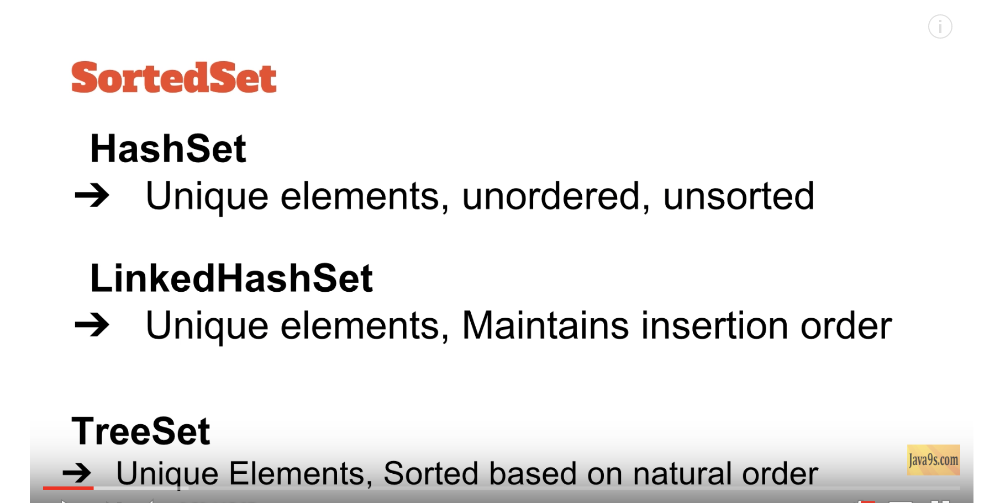 SortedSet
HashSet
➔ Unique elements, unordered, unsorted
LinkedHashSet
➔ Unique elements, Maintains insertion order
TreeSet
➔ Unique Elements, Sorted based on natural order
Java9s.com